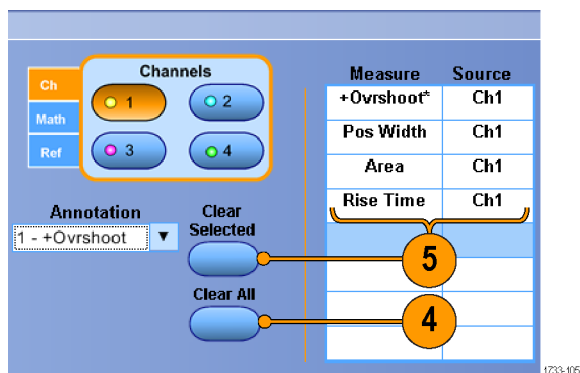 Ch
Math
Ref
Channels
1
2
3
4
Annotation
1 - +Ovrshoot
Clear
Selected
Clear All
Measure Source
+Ovrshoot* Ch1
Pos Width Ch1
Area Ch1
Rise Time Ch1
5
4
1733-105